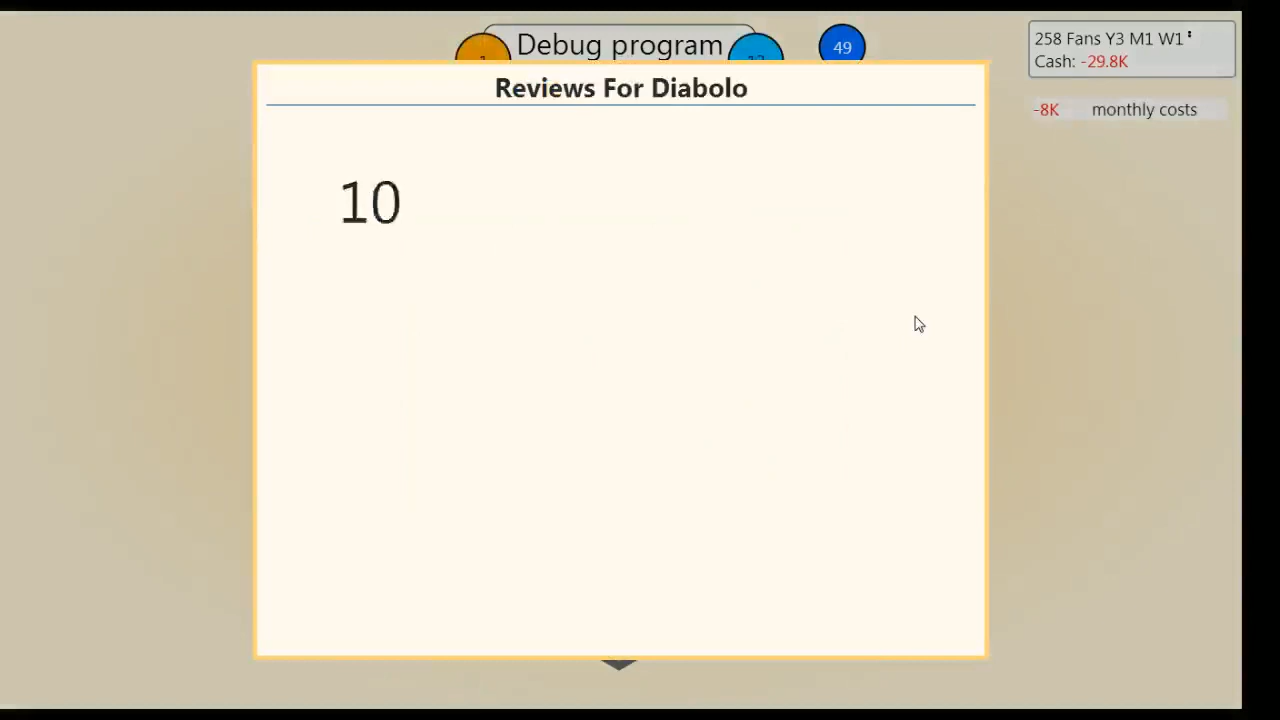 Debug program
49
258 Fans Y3 M1 W1
Cash: -29.8K
-8K monthly costs
Reviews For Diabolo
10